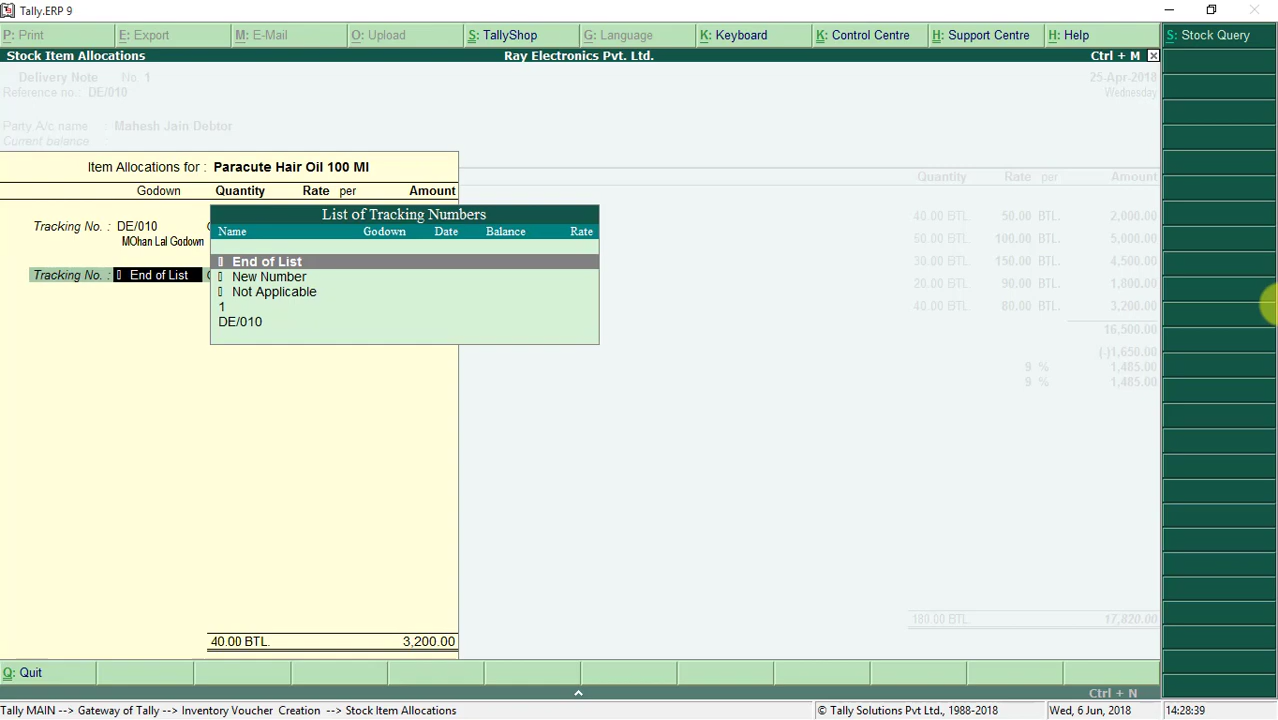 Tally.ERP 9
P: Print E: Export M: E-Mail O: Upload S: TallyShop G: Language K: Keyboard K: Control Centre H: Support Centre H: Help S: Stock Query
Stock Item Allocations Ray Electronics Pvt. Ltd. Ctrl + M
Delivery Note No. 1 25-Apr-2018
Reference no.: DE/010 Wednesday
Party A/c name : Mahesh Jain Debtor
Current balance :
Item Allocations for : Paracute Hair Oil 100 Ml
Quantity Rate per Amount
Godown Quantity Rate per Amount
List of Tracking Numbers
Name Godown Date Balance Rate
Tracking No. : DE/010
MOhan Lal Godown
End of List
New Number
Not Applicable
1
DE/010
Tracking No. : End of List
40.00 BTL. 50.00 BTL. 2,000.00
50.00 BTL. 100.00 BTL. 5,000.00
30.00 BTL. 150.00 BTL. 4,500.00
20.00 BTL. 90.00 BTL. 1,800.00
40.00 BTL. 80.00 BTL. 3,200.00
16,500.00
(-)1,650.00
9 % 1,485.00
9 % 1,485.00
180.00 BTL. 17,820.00
40.00 BTL. 3,200.00
Q: Quit
Ctrl + N
Tally MAIN --> Gateway of Tally --> Inventory Voucher Creation --> Stock Item Allocations © Tally Solutions Pvt Ltd., 1988-2018 Wed, 6 Jun, 2018 14:28:39